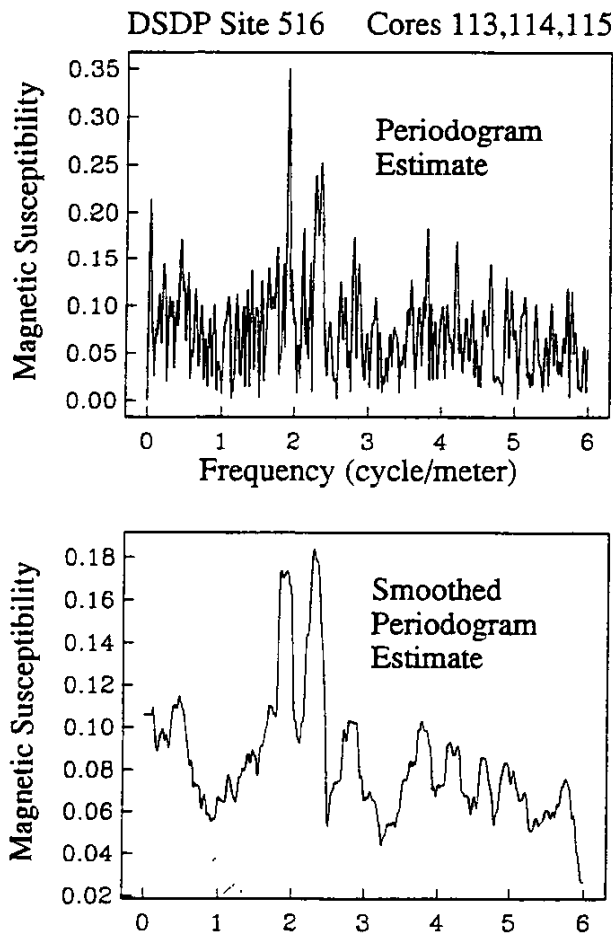 DSDP Site 516 Cores 113,114,115
Magnetic Susceptibility
0.35
0.30
0.25
0.20
0.15
0.10
0.05
0.00
Periodogram
Estimate
0 1 2 3 4 5 6
Frequency (cycle/meter)
Magnetic Susceptibility
0.18
0.16
0.14
0.12
0.10
0.08
0.06
0.04
0.02
Smoothed
Periodogram
Estimate
0 1 2 3 4 5 6